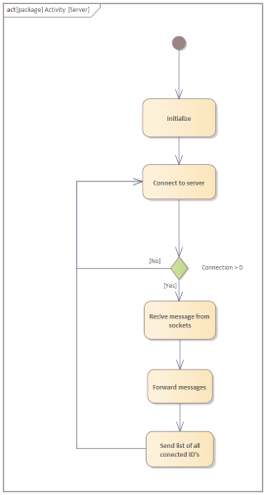 act[package] Activity [Server]
Initialize
Connect to server
[No]
Connection > 0
[Yes]
Recive message from
sockets
Forward messages
Send list of all
conected ID's